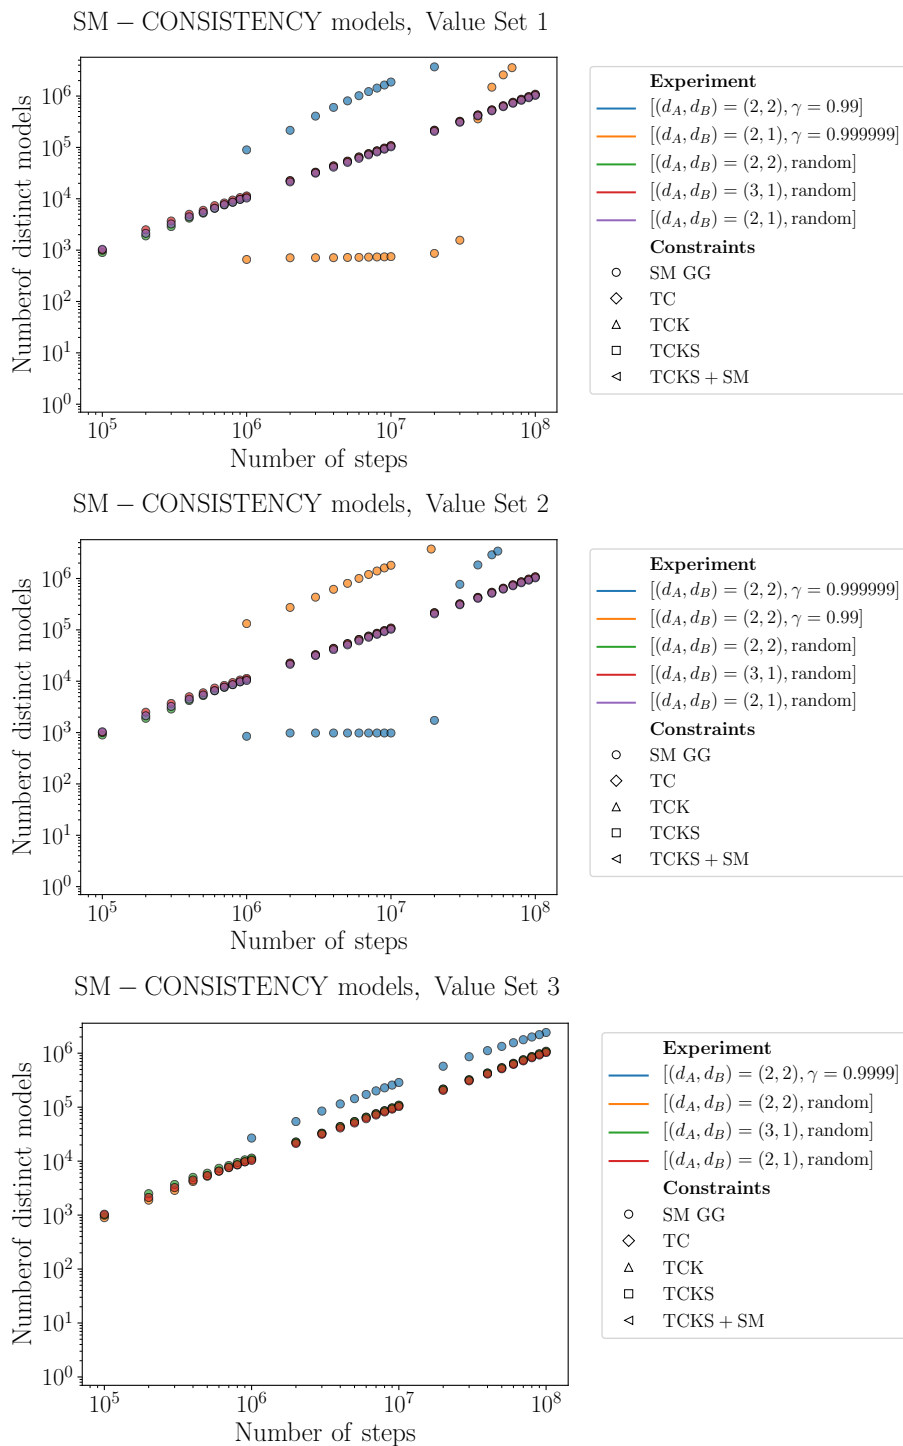 SM − CONSISTENCY models, Value Set 1
Numberof distinct models
10^6
10^5
10^4
10^3
10^2
10^1
10^0
10^5
10^6
10^7
10^8
Number of steps
Experiment
[(d_A, d_B) = (2, 2), γ = 0.99]
[(d_A, d_B) = (2, 1), γ = 0.999999]
[(d_A, d_B) = (2, 2), random]
[(d_A, d_B) = (3, 1), random]
[(d_A, d_B) = (2, 1), random]
Constraints
SM GG
TC
TCK
TCKS
TCKS + SM
SM − CONSISTENCY models, Value Set 2
Numberof distinct models
10^6
10^5
10^4
10^3
10^2
10^1
10^0
10^5
10^6
10^7
10^8
Number of steps
Experiment
[(d_A, d_B) = (2, 2), γ = 0.999999]
[(d_A, d_B) = (2, 2), γ = 0.99]
[(d_A, d_B) = (2, 2), random]
[(d_A, d_B) = (3, 1), random]
[(d_A, d_B) = (2, 1), random]
Constraints
SM GG
TC
TCK
TCKS
TCKS + SM
SM − CONSISTENCY models, Value Set 3
Numberof distinct models
10^6
10^5
10^4
10^3
10^2
10^1
10^0
10^5
10^6
10^7
10^8
Number of steps
Experiment
[(d_A, d_B) = (2, 2), γ = 0.9999]
[(d_A, d_B) = (2, 2), random]
[(d_A, d_B) = (3, 1), random]
[(d_A, d_B) = (2, 1), random]
Constraints
SM GG
TC
TCK
TCKS
TCKS + SM